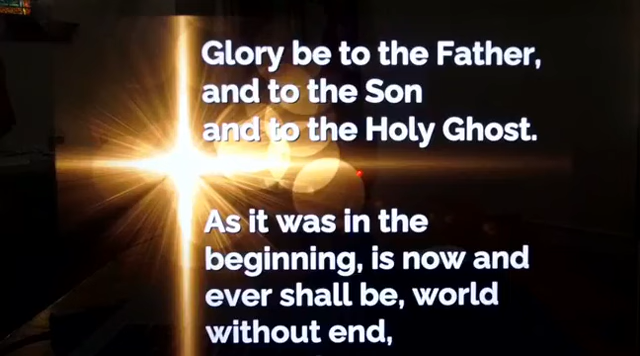 Glory be to the Father,
and to the Son
and to the Holy Ghost.
As it was in the
beginning, is now and
ever shall be, world
without end,